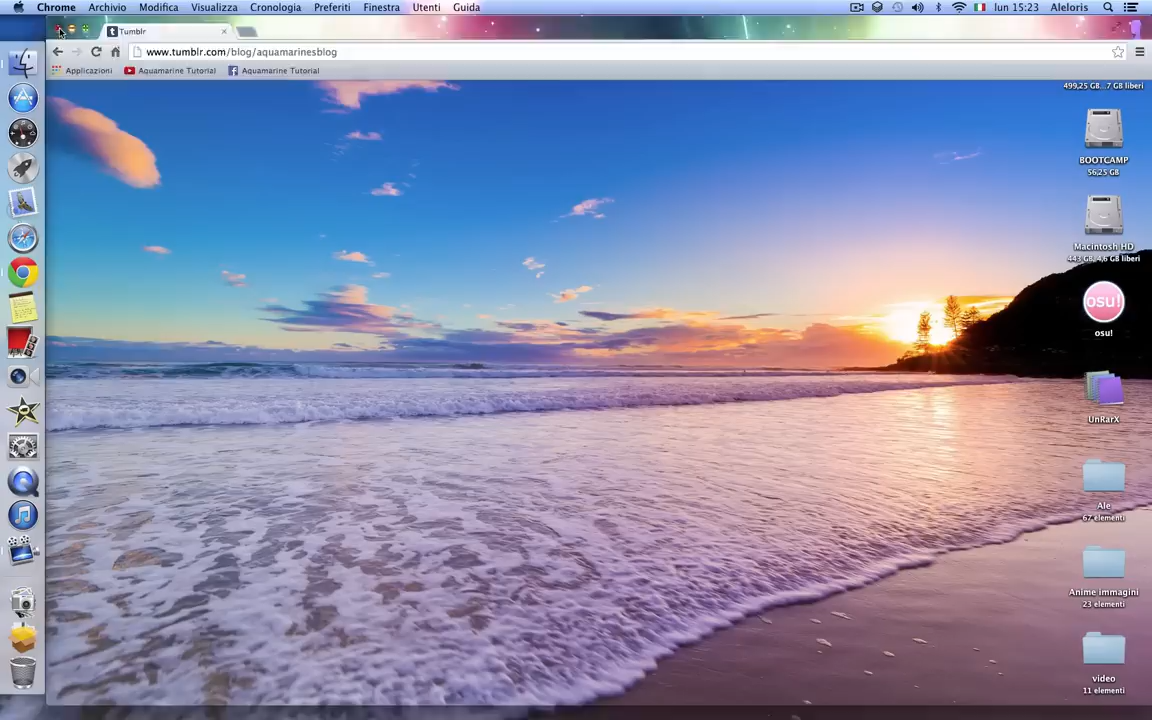 Chrome Archivio Modifica Visualizza Cronologia Preferiti Finestra Utenti Guida lun 15:23 Aleloris
Tumblr
www.tumblr.com/blog/aquamarinesblog
Applicazioni Aquamarine Tutorial Aquamarine Tutorial
499,25 GB...7 GB liberi
BOOTCAMP
56,25 GB
Macintosh HD
443 GB...4,6 GB liberi
osu!
osu!
UnRarX
Ale
67 elementi
Anime immagini
23 elementi
video
11 elementi